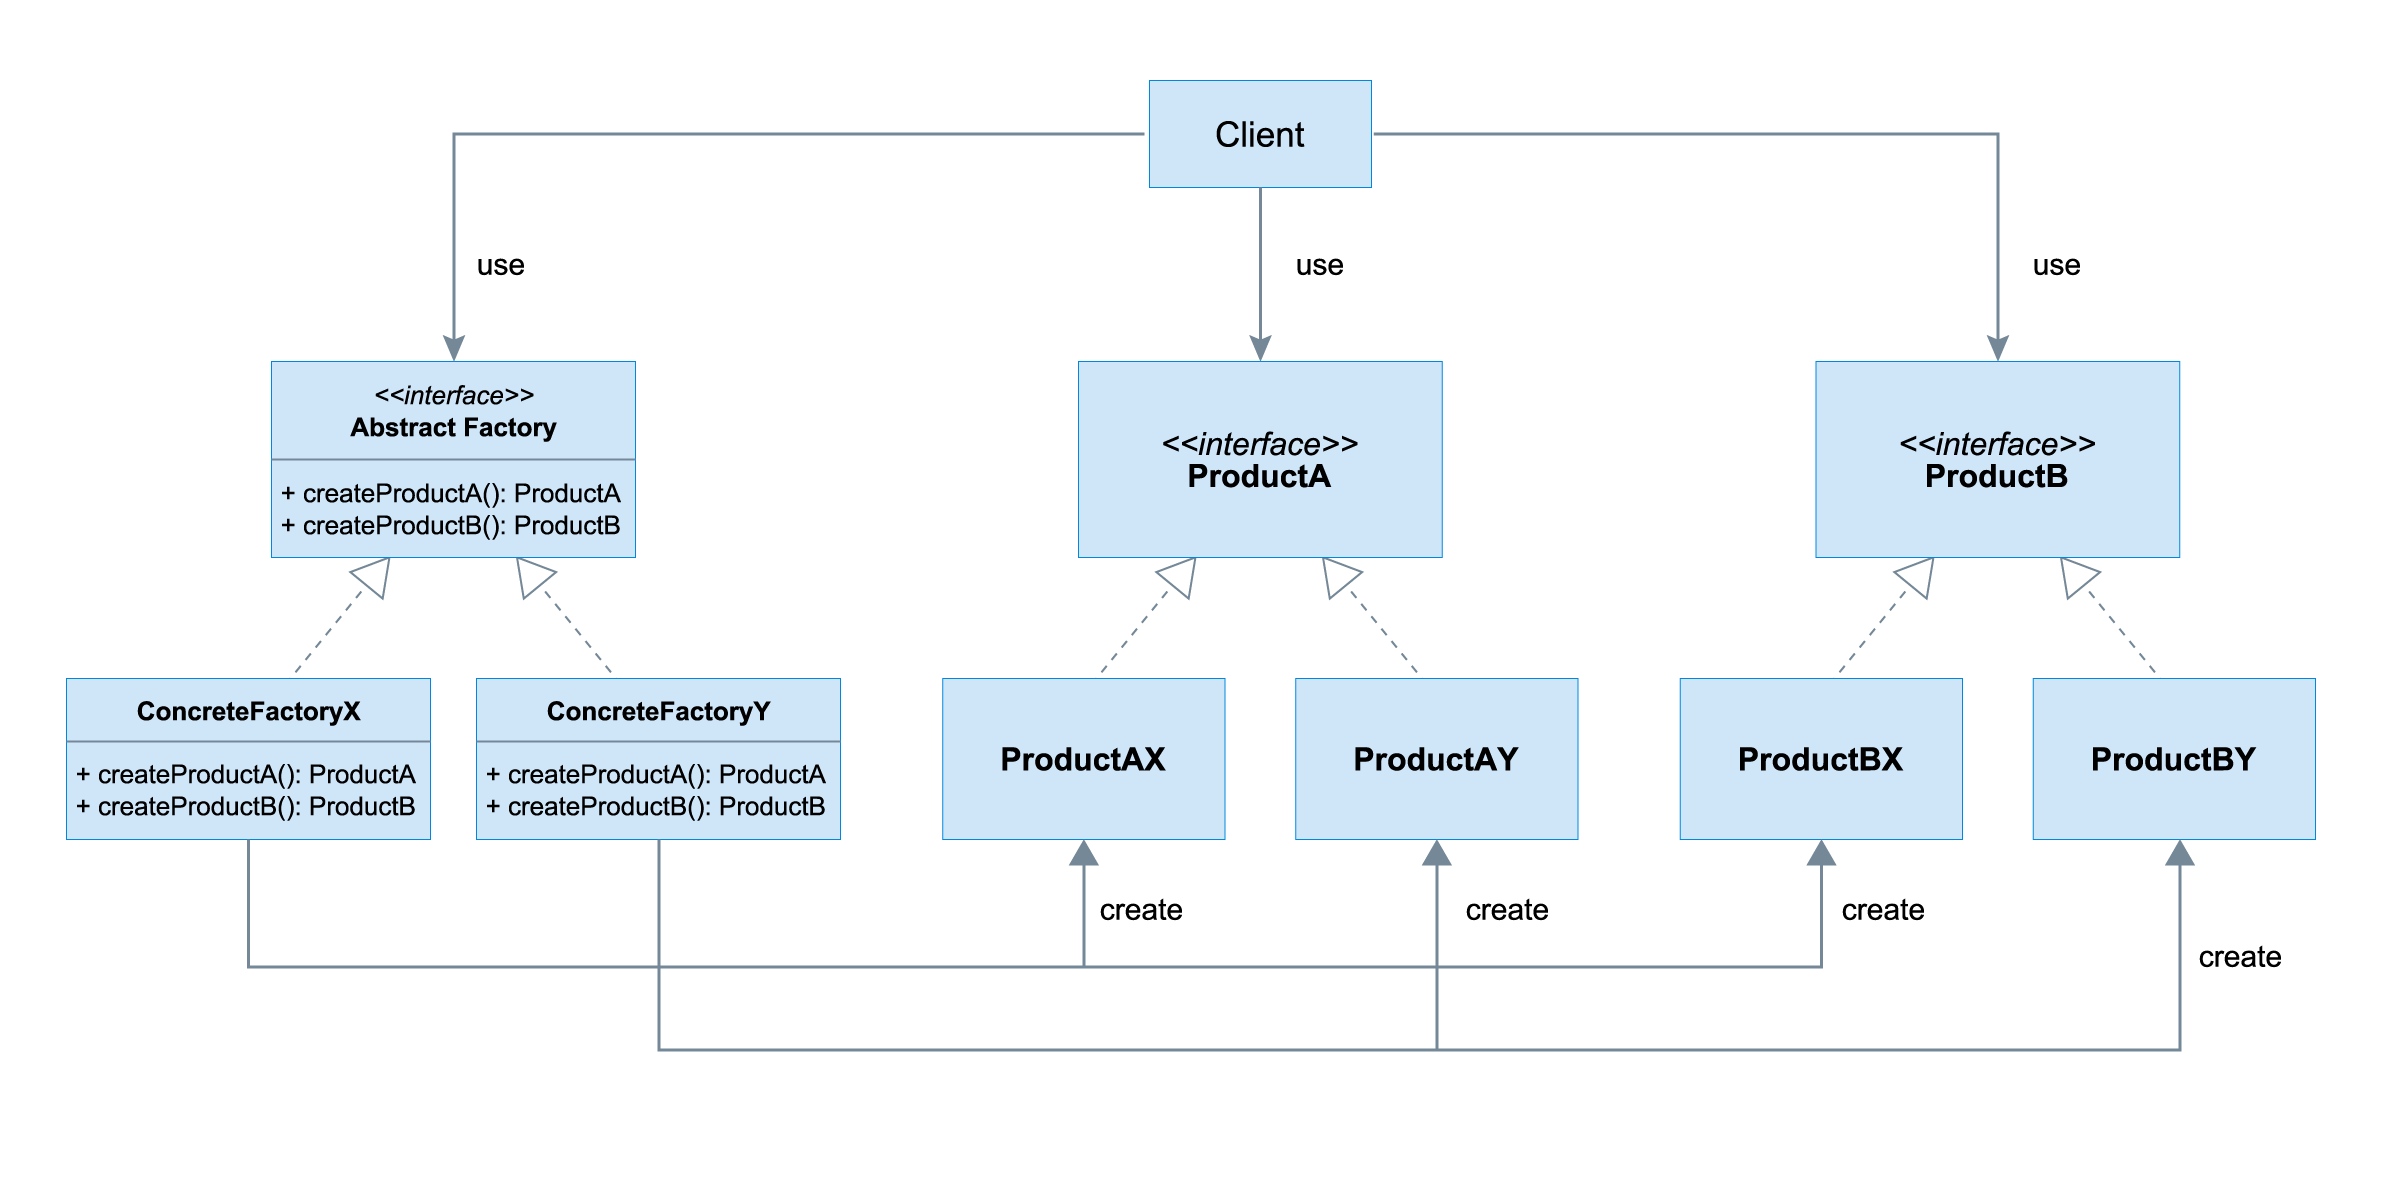 Client
use
use
use
<<interface>>
Abstract Factory
+ createProductA(): ProductA
+ createProductB(): ProductB
<<interface>>
ProductA
<<interface>>
ProductB
ConcreteFactoryX
+ createProductA(): ProductA
+ createProductB(): ProductB
ConcreteFactoryY
+ createProductA(): ProductA
+ createProductB(): ProductB
ProductAX
ProductAY
ProductBX
ProductBY
create
create
create
create